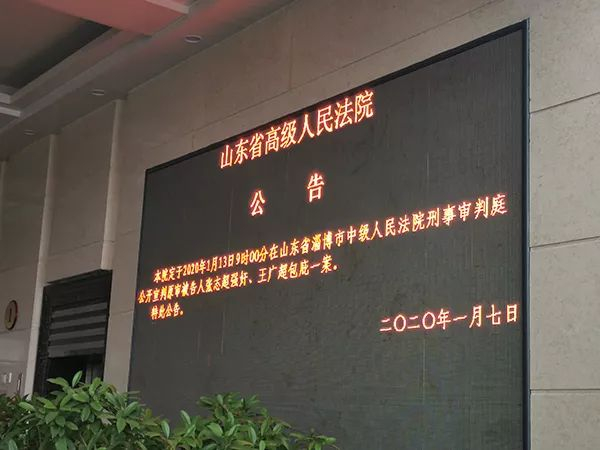 山东省高级人民法院
公 告
本院定于2020年1月13日9时00分在山东省淄博市中级人民法院刑事审判庭
公开宣判原审被告人张志超强奸、王广超包庇一案。
特此公告。
二〇二〇年一月七日